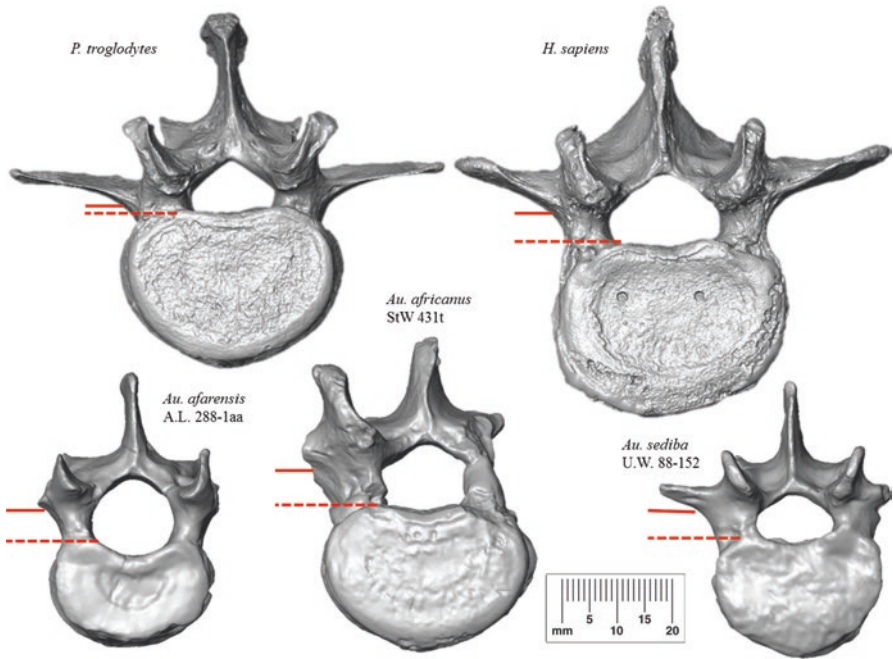 P. troglodytes
H. sapiens
Au. africanus
StW 431t
Au. afarensis
A.L. 288-1aa
Au. sediba
U.W. 88-152
mm 5 10 15 20